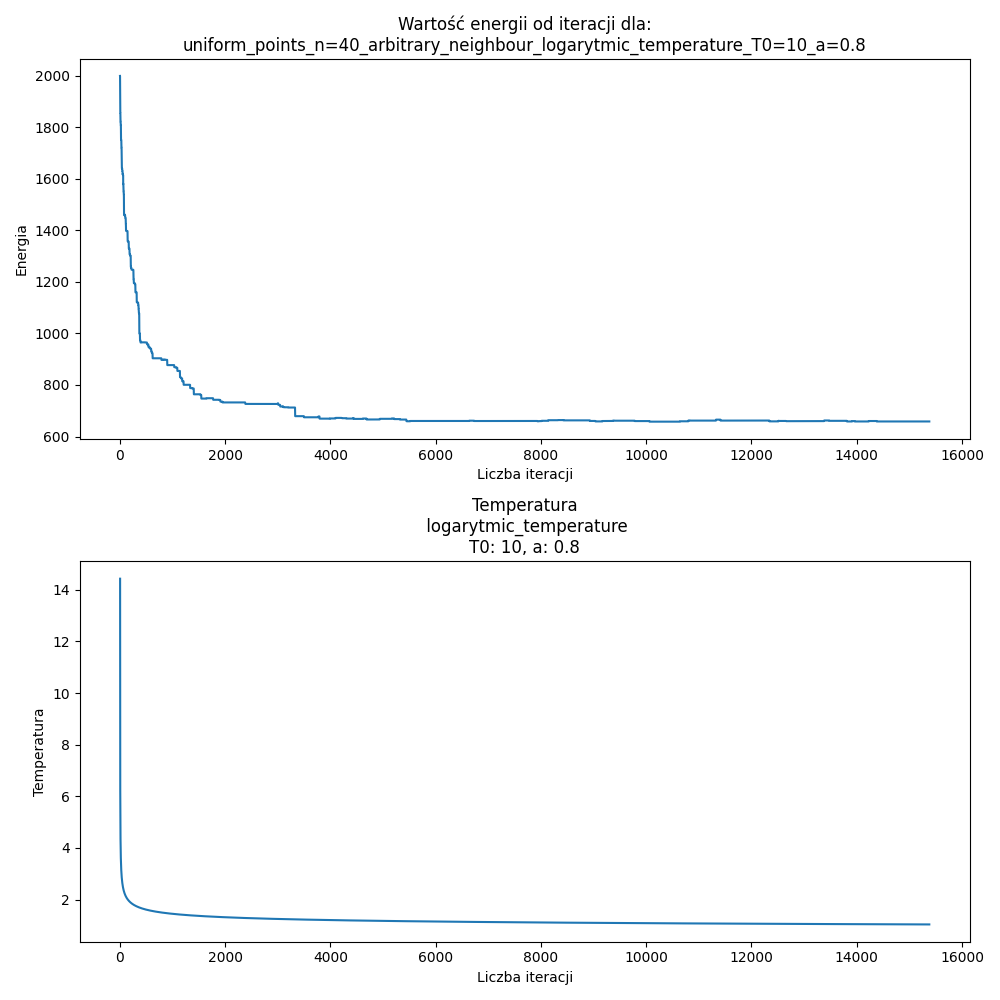 Wartość energii od iteracji dla:
uniform_points_n=40_arbitrary_neighbour_logarytmic_temperature_T0=10_a=0.8
2000
1800
1600
1400
1200
1000
800
600
Energia
0 2000 4000 6000 8000 10000 12000 14000 16000
Liczba iteracji
Temperatura
logarytmic_temperature
T0: 10, a: 0.8
14
12
10
8
6
4
2
Temperatura
0 2000 4000 6000 8000 10000 12000 14000 16000
Liczba iteracji